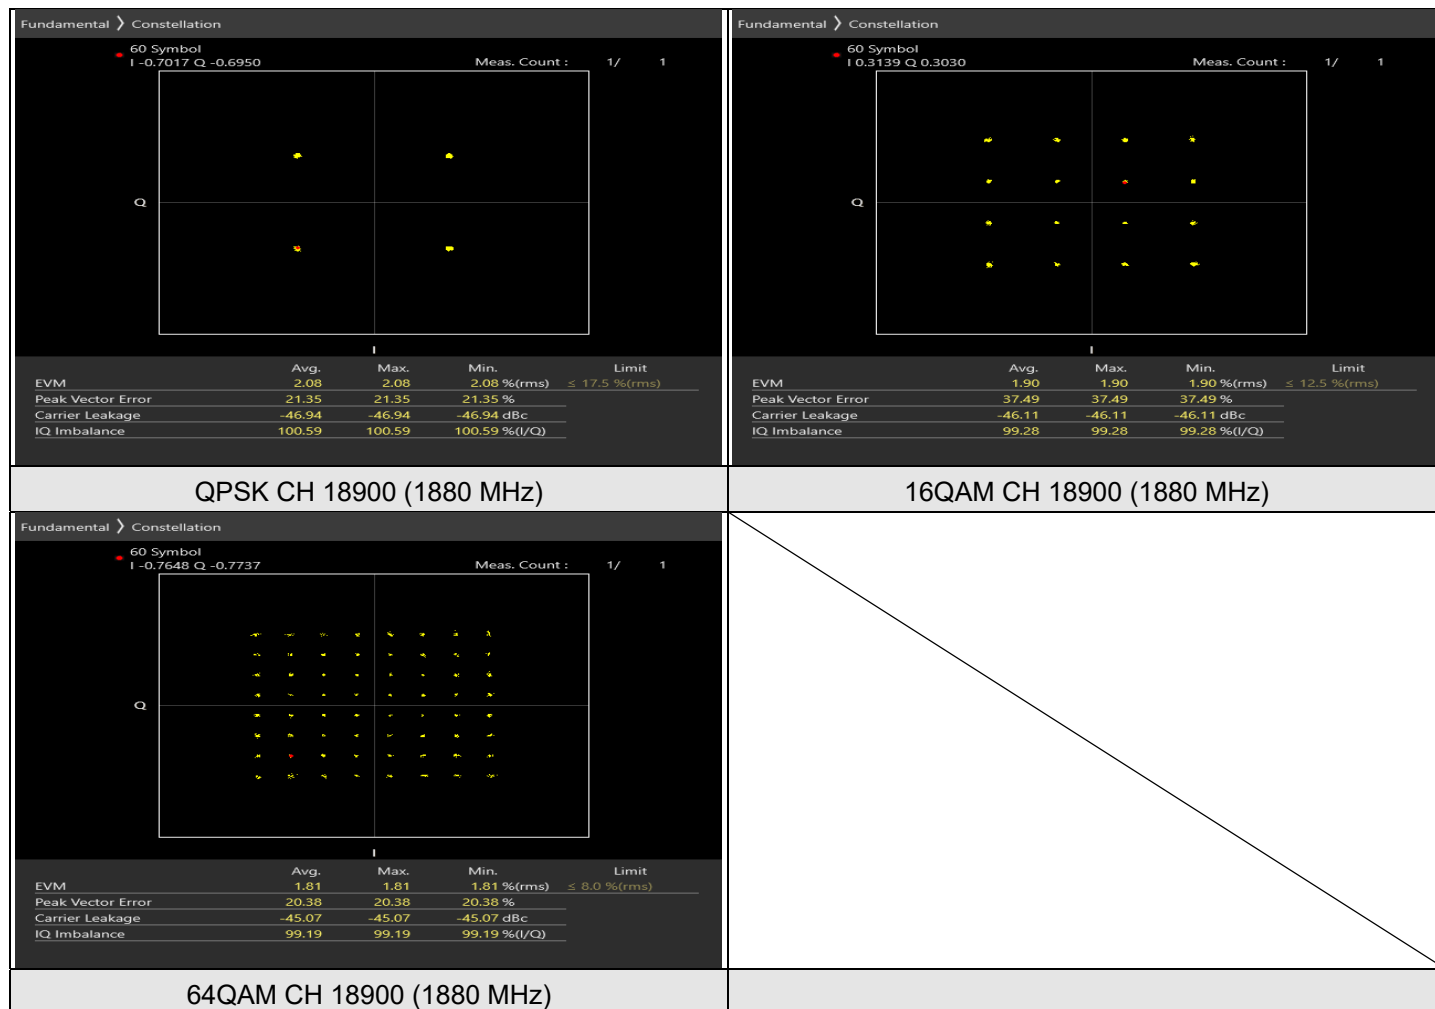 Fundamental ❯ Constellation
60 Symbol
I -0.7017 Q -0.6950 Meas. Count : 1/ 1
Q
I
Avg. Max. Min. Limit
EVM 2.08 2.08 2.08 %(rms) ≤ 17.5 %(rms)
Peak Vector Error 21.35 21.35 21.35 %
Carrier Leakage -46.94 -46.94 -46.94 dBc
IQ Imbalance 100.59 100.59 100.59 %(I/Q)
QPSK CH 18900 (1880 MHz)
Fundamental ❯ Constellation
60 Symbol
I 0.3139 Q 0.3030 Meas. Count : 1/ 1
Q
I
Avg. Max. Min. Limit
EVM 1.90 1.90 1.90 %(rms) ≤ 12.5 %(rms)
Peak Vector Error 37.49 37.49 37.49 %
Carrier Leakage -46.11 -46.11 -46.11 dBc
IQ Imbalance 99.28 99.28 99.28 %(I/Q)
16QAM CH 18900 (1880 MHz)
Fundamental ❯ Constellation
60 Symbol
I -0.7648 Q -0.7737 Meas. Count : 1/ 1
Q
I
Avg. Max. Min. Limit
EVM 1.81 1.81 1.81 %(rms) ≤ 8.0 %(rms)
Peak Vector Error 20.38 20.38 20.38 %
Carrier Leakage -45.07 -45.07 -45.07 dBc
IQ Imbalance 99.19 99.19 99.19 %(I/Q)
64QAM CH 18900 (1880 MHz)